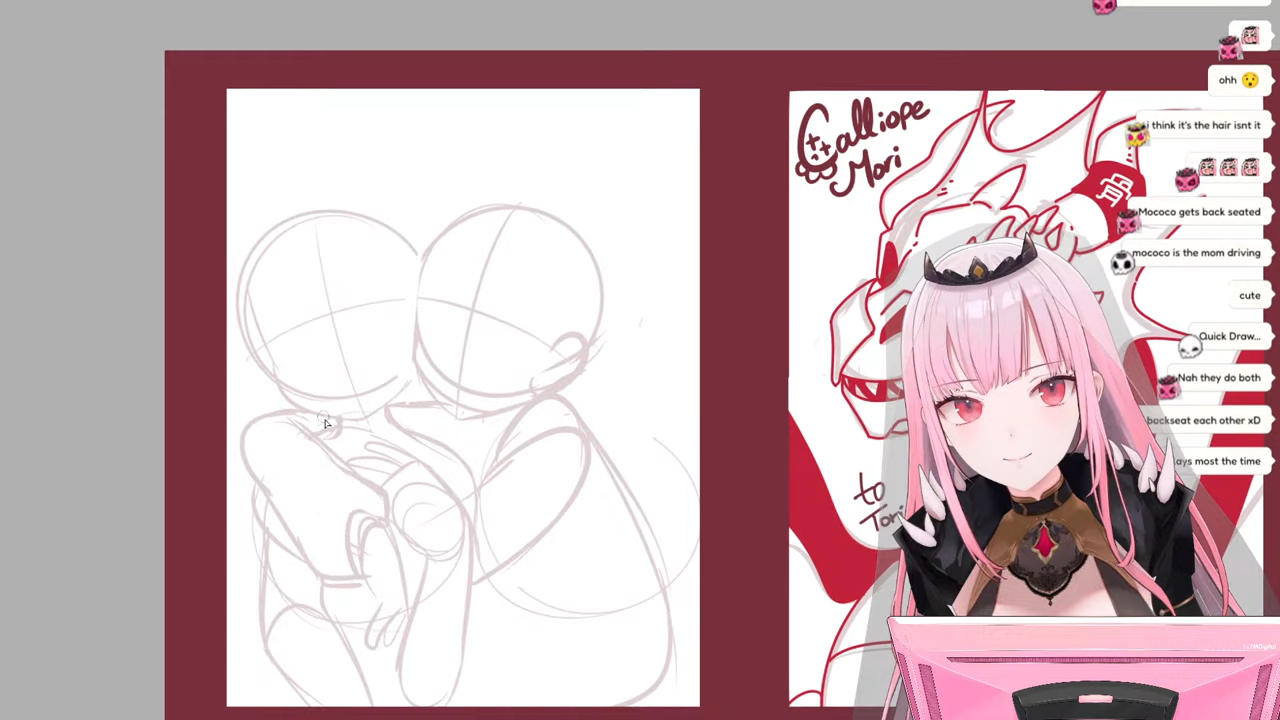 Calliope
Mori
骨
to
Tori
ohh 😯
i think it's the hair isnt it
Mococo gets back seated
mococo is the mom driving
cute
Quick Draw...
Nah they do both
backseat each other xD
ays most the time